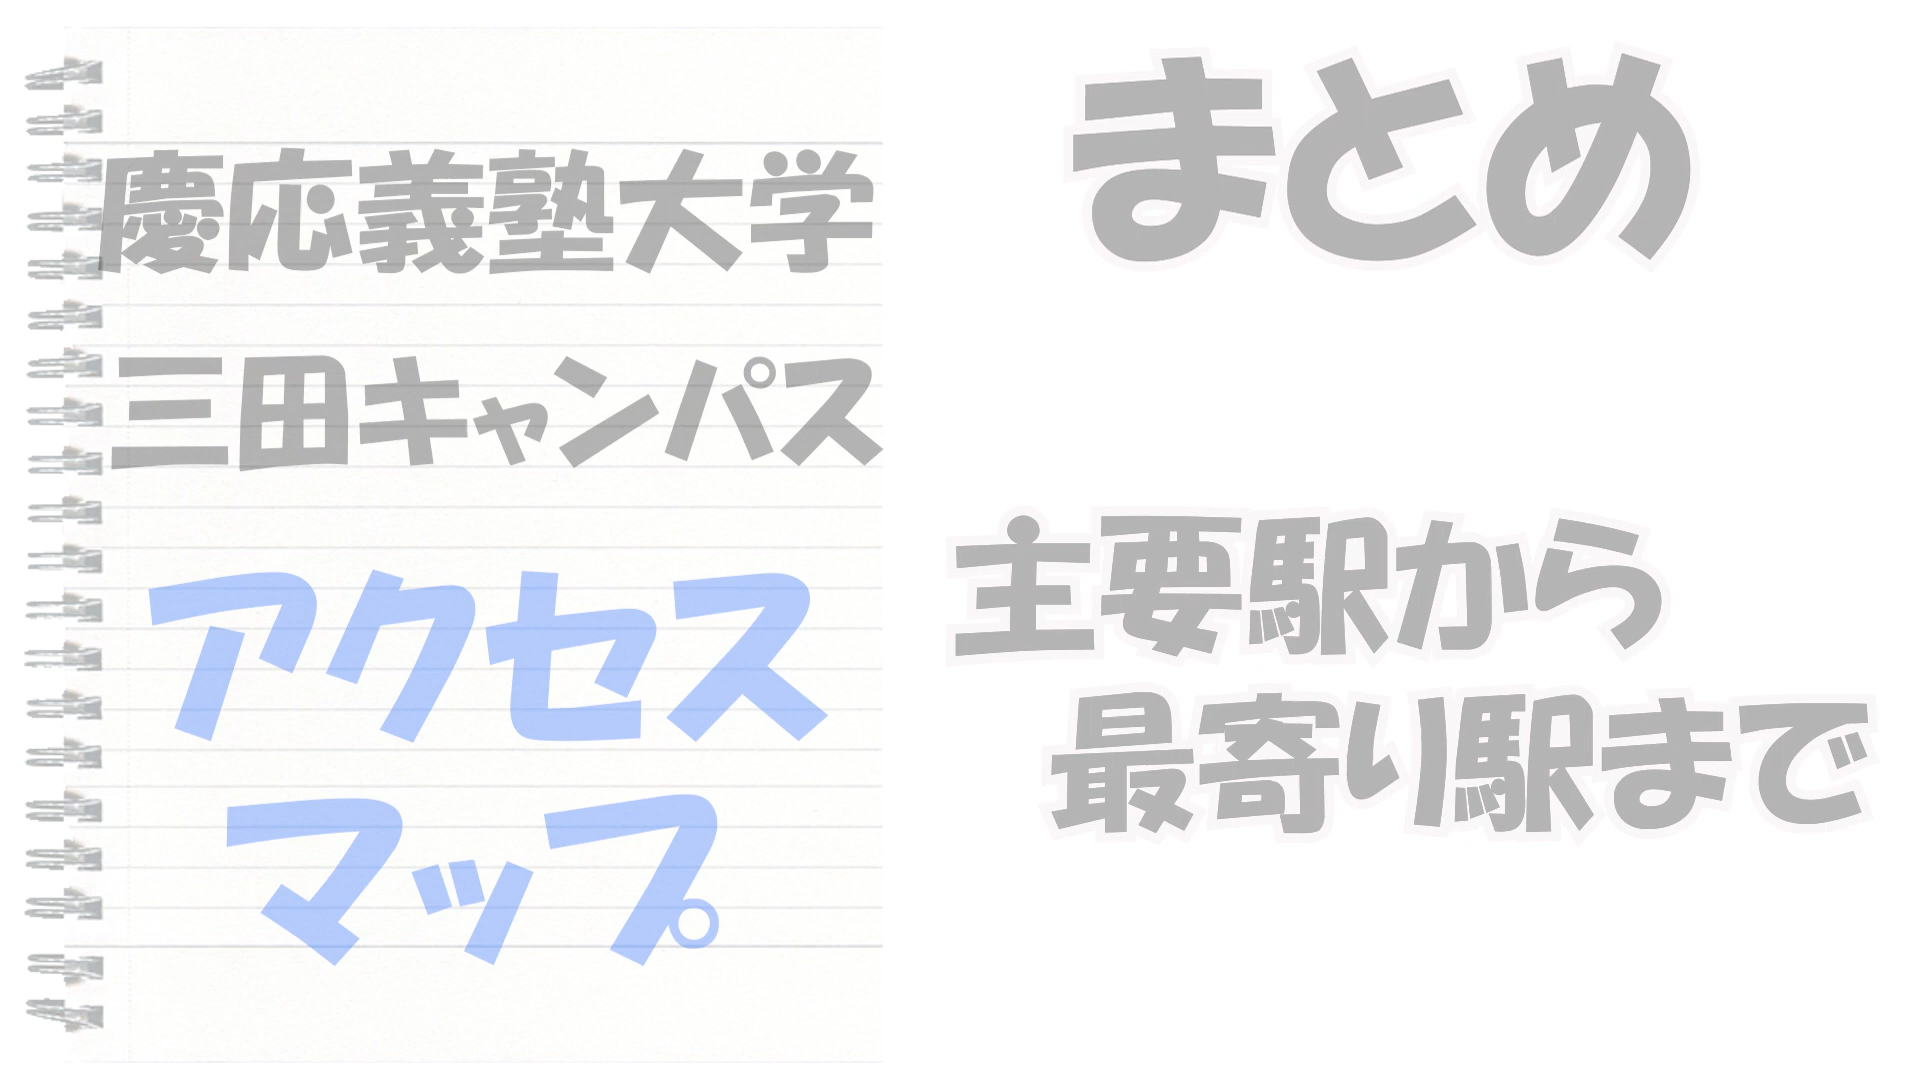 慶応義塾大学
三田キャンパス
アクセス
マップ
まとめ
主要駅から
最寄り駅まで